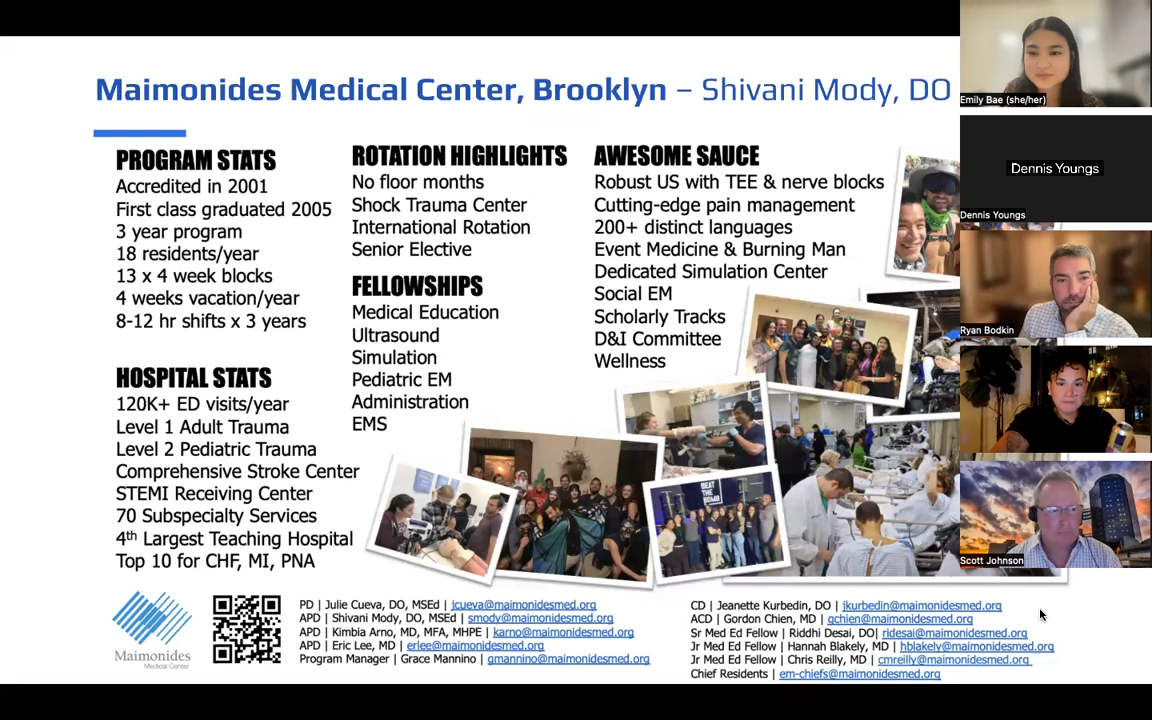 Maimonides Medical Center, Brooklyn – Shivani Mody, DO
PROGRAM STATS
Accredited in 2001
First class graduated 2005
3 year program
18 residents/year
13 x 4 week blocks
4 weeks vacation/year
8-12 hr shifts x 3 years
HOSPITAL STATS
120K+ ED visits/year
Level 1 Adult Trauma
Level 2 Pediatric Trauma
Comprehensive Stroke Center
STEMI Receiving Center
70 Subspecialty Services
4th Largest Teaching Hospital
Top 10 for CHF, MI, PNA
ROTATION HIGHLIGHTS
No floor months
Shock Trauma Center
International Rotation
Senior Elective
FELLOWSHIPS
Medical Education
Ultrasound
Simulation
Pediatric EM
Administration
EMS
AWESOME SAUCE
Robust US with TEE & nerve blocks
Cutting-edge pain management
200+ distinct languages
Event Medicine & Burning Man
Dedicated Simulation Center
Social EM
Scholarly Tracks
D&I Committee
Wellness
BEAT
THE
BOMB
Maimonides
Medical Center
PD | Julie Cueva, DO, MSEd | jcueva@maimonidesmed.org
APD | Shivani Mody, DO, MSEd | smody@maimonidesmed.org
APD | Kimbia Arno, MD, MFA, MHPE | karno@maimonidesmed.org
APD | Eric Lee, MD | erlee@maimonidesmed.org
Program Manager | Grace Mannino | gmannino@maimonidesmed.org
CD | Jeanette Kurbedin, DO | jkurbedin@maimonidesmed.org
ACD | Gordon Chien, MD | gchien@maimonidesmed.org
Sr Med Ed Fellow | Riddhi Desai, DO| ridesai@maimonidesmed.org
Jr Med Ed Fellow | Hannah Blakely, MD | hblakely@maimonidesmed.org
Jr Med Ed Fellow | Chris Reilly, MD | cmreilly@maimonidesmed.org
Chief Residents | em-chiefs@maimonidesmed.org
Emily Bae (she/her)
Dennis Youngs
Dennis Youngs
Ryan Bodkin
Scott Johnson